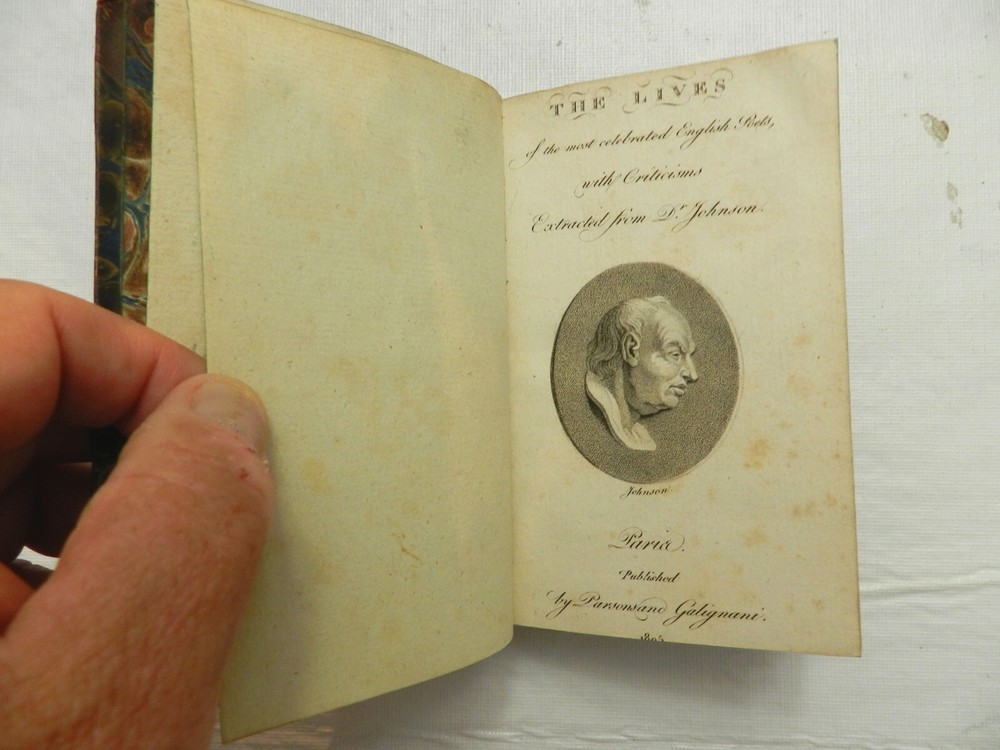 THE LIVES
of the most celebrated English Poets,
with Criticisms
Extracted from Dr. Johnson.
Johnson
Paris.
Published
by Parsons and Galignani.
1805